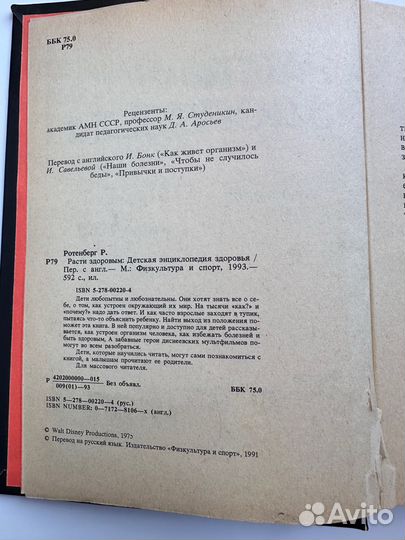 ББК 75.0
Р79
Рецензенты:
академик АМН СССР, профессор М. Я. Студеникин, кан-
дидат педагогических наук Д. А. Аросьев
Перевод с английского И. Бонк («Как живет организм») и
И. Савельевой («Наши болезни», «Чтобы не случилось
беды», «Привычки и поступки»)
Ротенберг Р.
Р79 Расти здоровым: Детская энциклопедия здоровья /
Пер. с англ.— М.: Физкультура и спорт, 1993.—
592 с., ил.
ISBN 5-278-00220-4
Дети любопытны и любознательны. Они хотят знать все о се-
бе, о том, как устроен окружающий их мир. На тысячи «как?» и
«почему?» надо дать ответ. И как часто взрослые заходят в тупик,
пытаясь что-то объяснить ребенку. Найти выход из положения по-
может эта книга. В ней популярно и доступно для детей рассказы-
вается, как устроен организм человека, как избежать болезней и
быть здоровым, А забавные герои диснеевских мультфильмов по-
могут во всем разобраться.
Дети, которые научились читать, могут сами познакомиться с
книгой, а малышам прочитают ее родители.
Для массового читателя.
Р 4202000000—015
009(01)—93 Без объявл.
ББК 75.0
ISBN 5—278—00220—4 (рус.)
ISBN NUMBER: 0—7172—8106—x (англ.)
© Walt Disney Productions, 1975
© Перевод на русский язык. Издательство «Физкультура и спорт», 1991
Avito